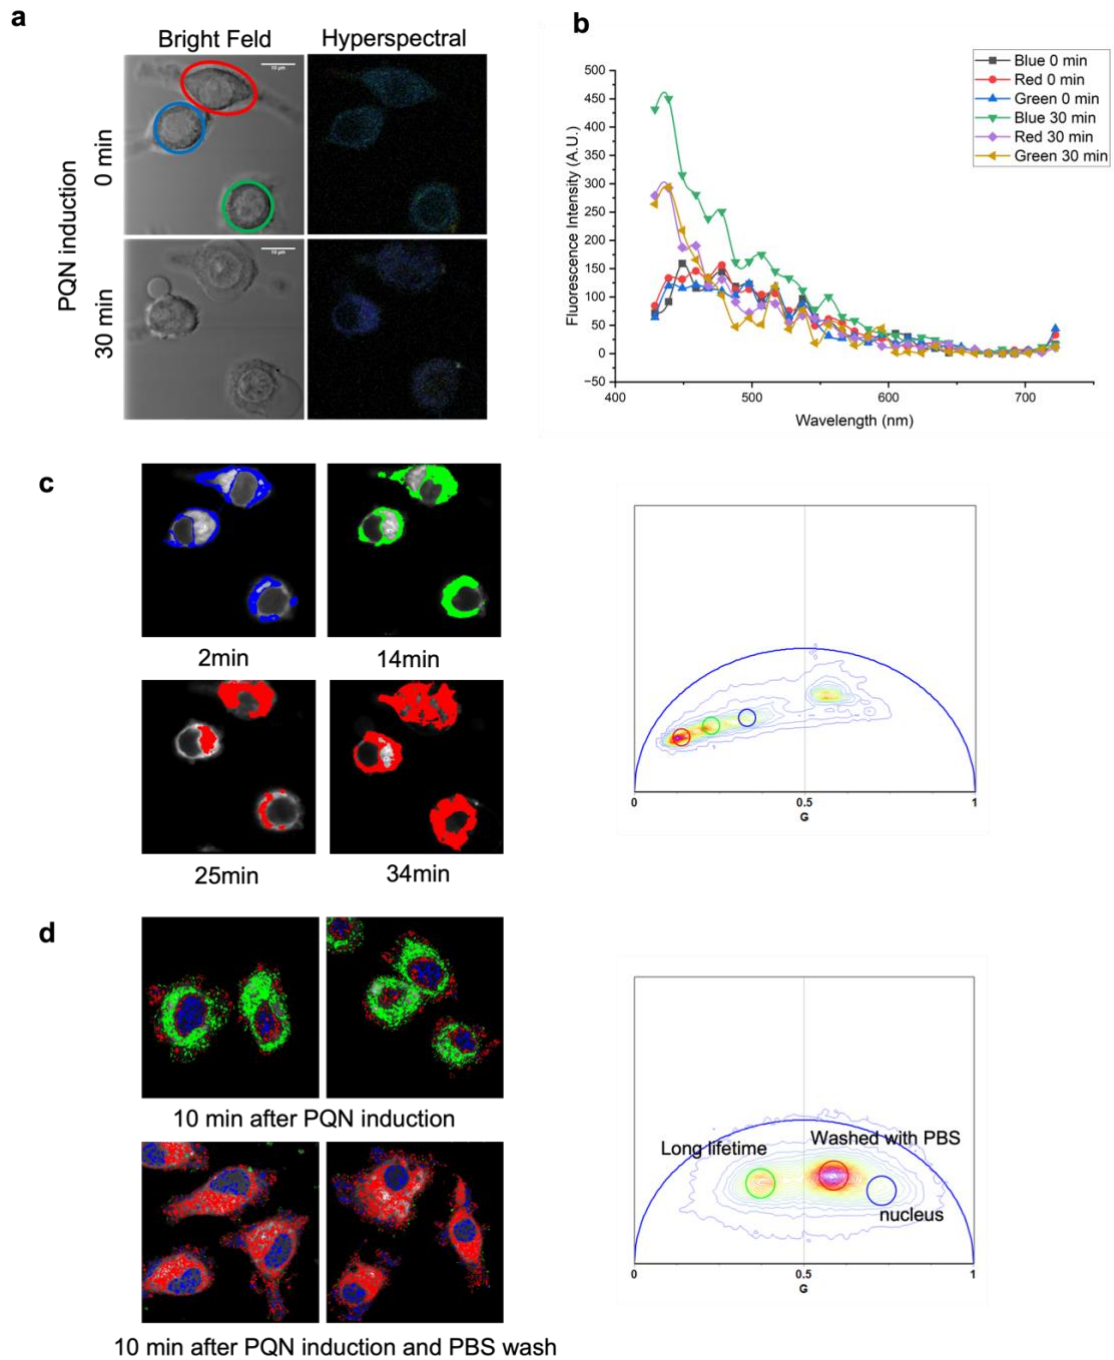 a
Bright Feld
Hyperspectral
PQN induction
0 min
10 μm
30 min
10 μm
b
Blue 0 min
Red 0 min
Green 0 min
Blue 30 min
Red 30 min
Green 30 min
Fluorescence Intensity (A.U.)
500
450
400
350
300
250
200
150
100
50
0
−50
400
500
600
700
Wavelength (nm)
c
2min
14min
25min
34min
0
0.5
1
G
d
10 min after PQN induction
10 min after PQN induction and PBS wash
Long lifetime
Washed with PBS
nucleus
0
0.5
1
G